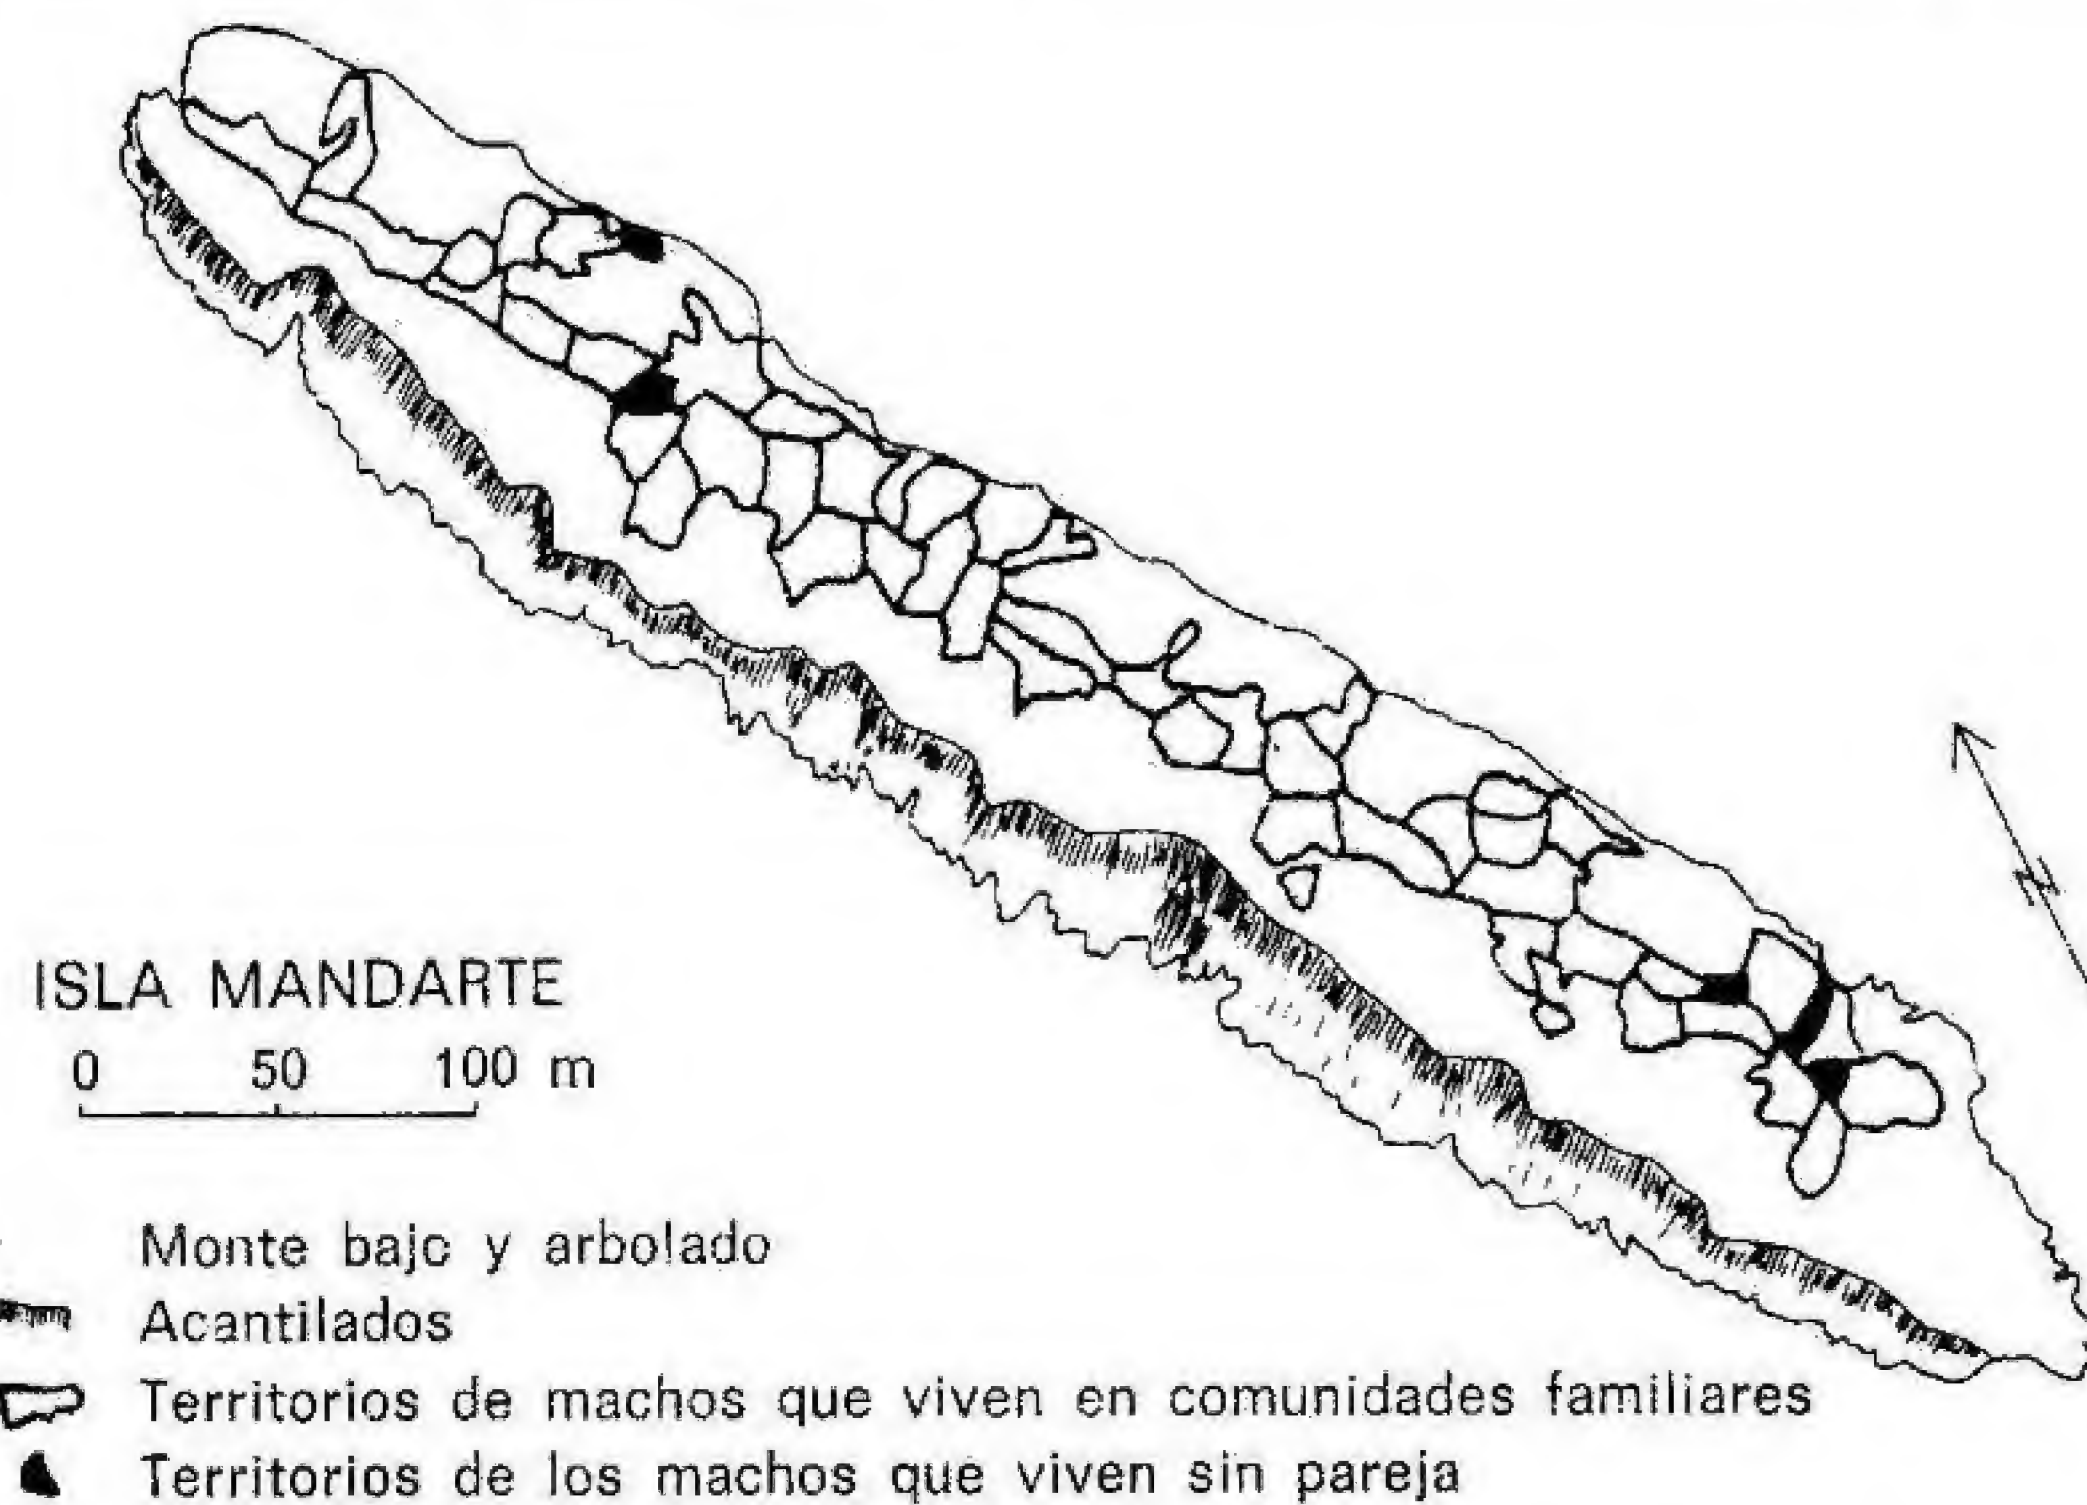 ISLA MANDARTE
0 50 100 m
Monte bajo y arbolado
Acantilados
Territorios de machos que viven en comunidades familiares
Territorios de los machos que viven sin pareja
N